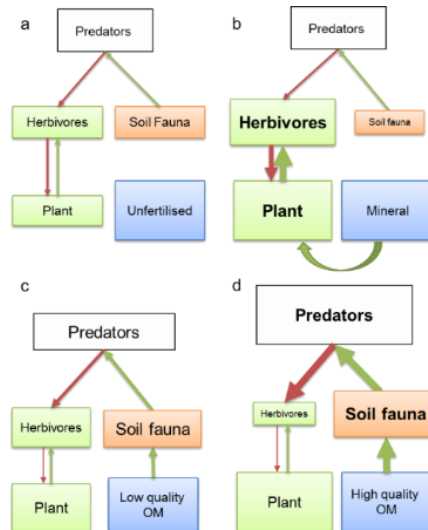 a
Predators
Herbivores
Soil Fauna
Plant
Unfertilised
b
Predators
Herbivores
Soil fauna
Plant
Mineral
c
Predators
Herbivores
Soil fauna
Plant
Low quality
OM
d
Predators
Herbivores
Soil fauna
Plant
High quality
OM